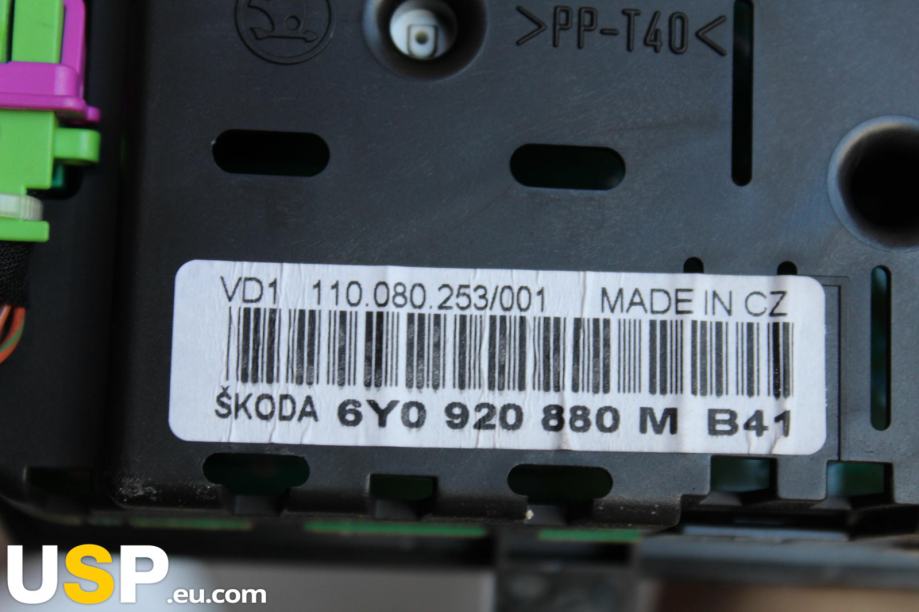 >PP-T40<
VD1 110.080.253/001 MADE IN CZ
ŠKODA 6Y0 920 880 M B41
USP.eu.com